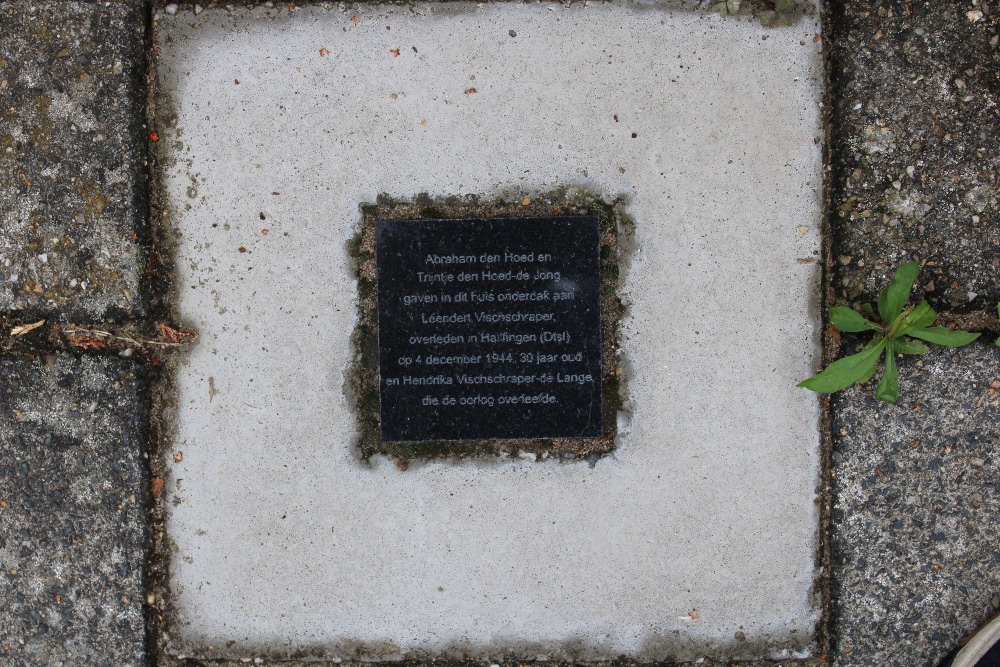 Abraham den Hoed en
Trijntje den Hoed-de Jong
gaven in dit huis onderdak aan
Leendert Vischschraper,
overleden in Hailfingen (Dtsl)
op 4 december 1944, 30 jaar oud
en Hendrika Vischschraper-de Lange,
die de oorlog overleefde.